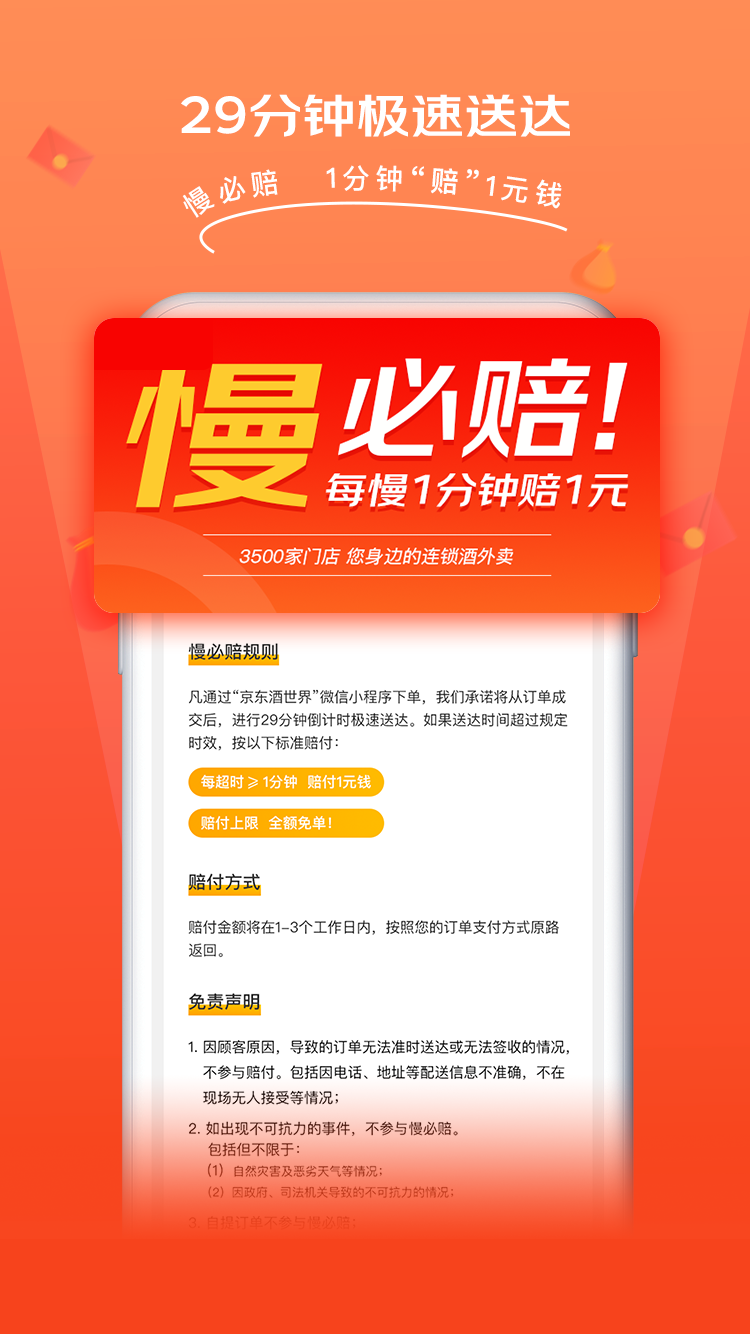 29分钟极速送达
慢必赔 1分钟“赔”1元钱
慢必赔!
每慢1分钟赔1元
3500家门店 您身边的连锁酒外卖
慢必赔规则
凡通过“京东酒世界”微信小程序下单，我们承诺将从订单成
交后，进行29分钟倒计时极速送达。如果送达时间超过规定
时效，按以下标准赔付：
每超时≥1分钟 赔付1元钱
赔付上限 全额免单！
赔付方式
赔付金额将在1-3个工作日内，按照您的订单支付方式原路
返回。
免责声明
1. 因顾客原因，导致的订单无法准时送达或无法签收的情况，
不参与赔付。包括因电话、地址等配送信息不准确，不在
现场无人接受等情况；
2. 如出现不可抗力的事件，不参与慢必赔。
包括但不限于：
（1）自然灾害及恶劣天气等情况；
（2）因政府、司法机关导致的不可抗力的情况；
3. 自提订单不参与慢必赔；